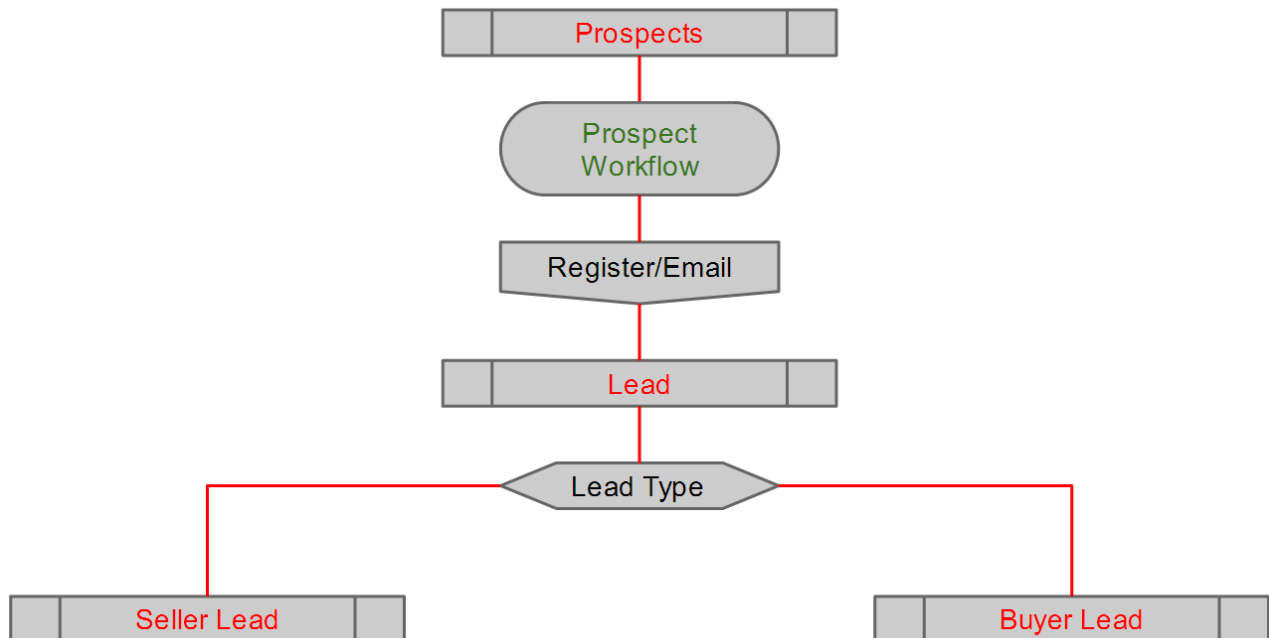 Prospects
Prospect
Workflow
Register/Email
Lead
Lead Type
Seller Lead
Buyer Lead